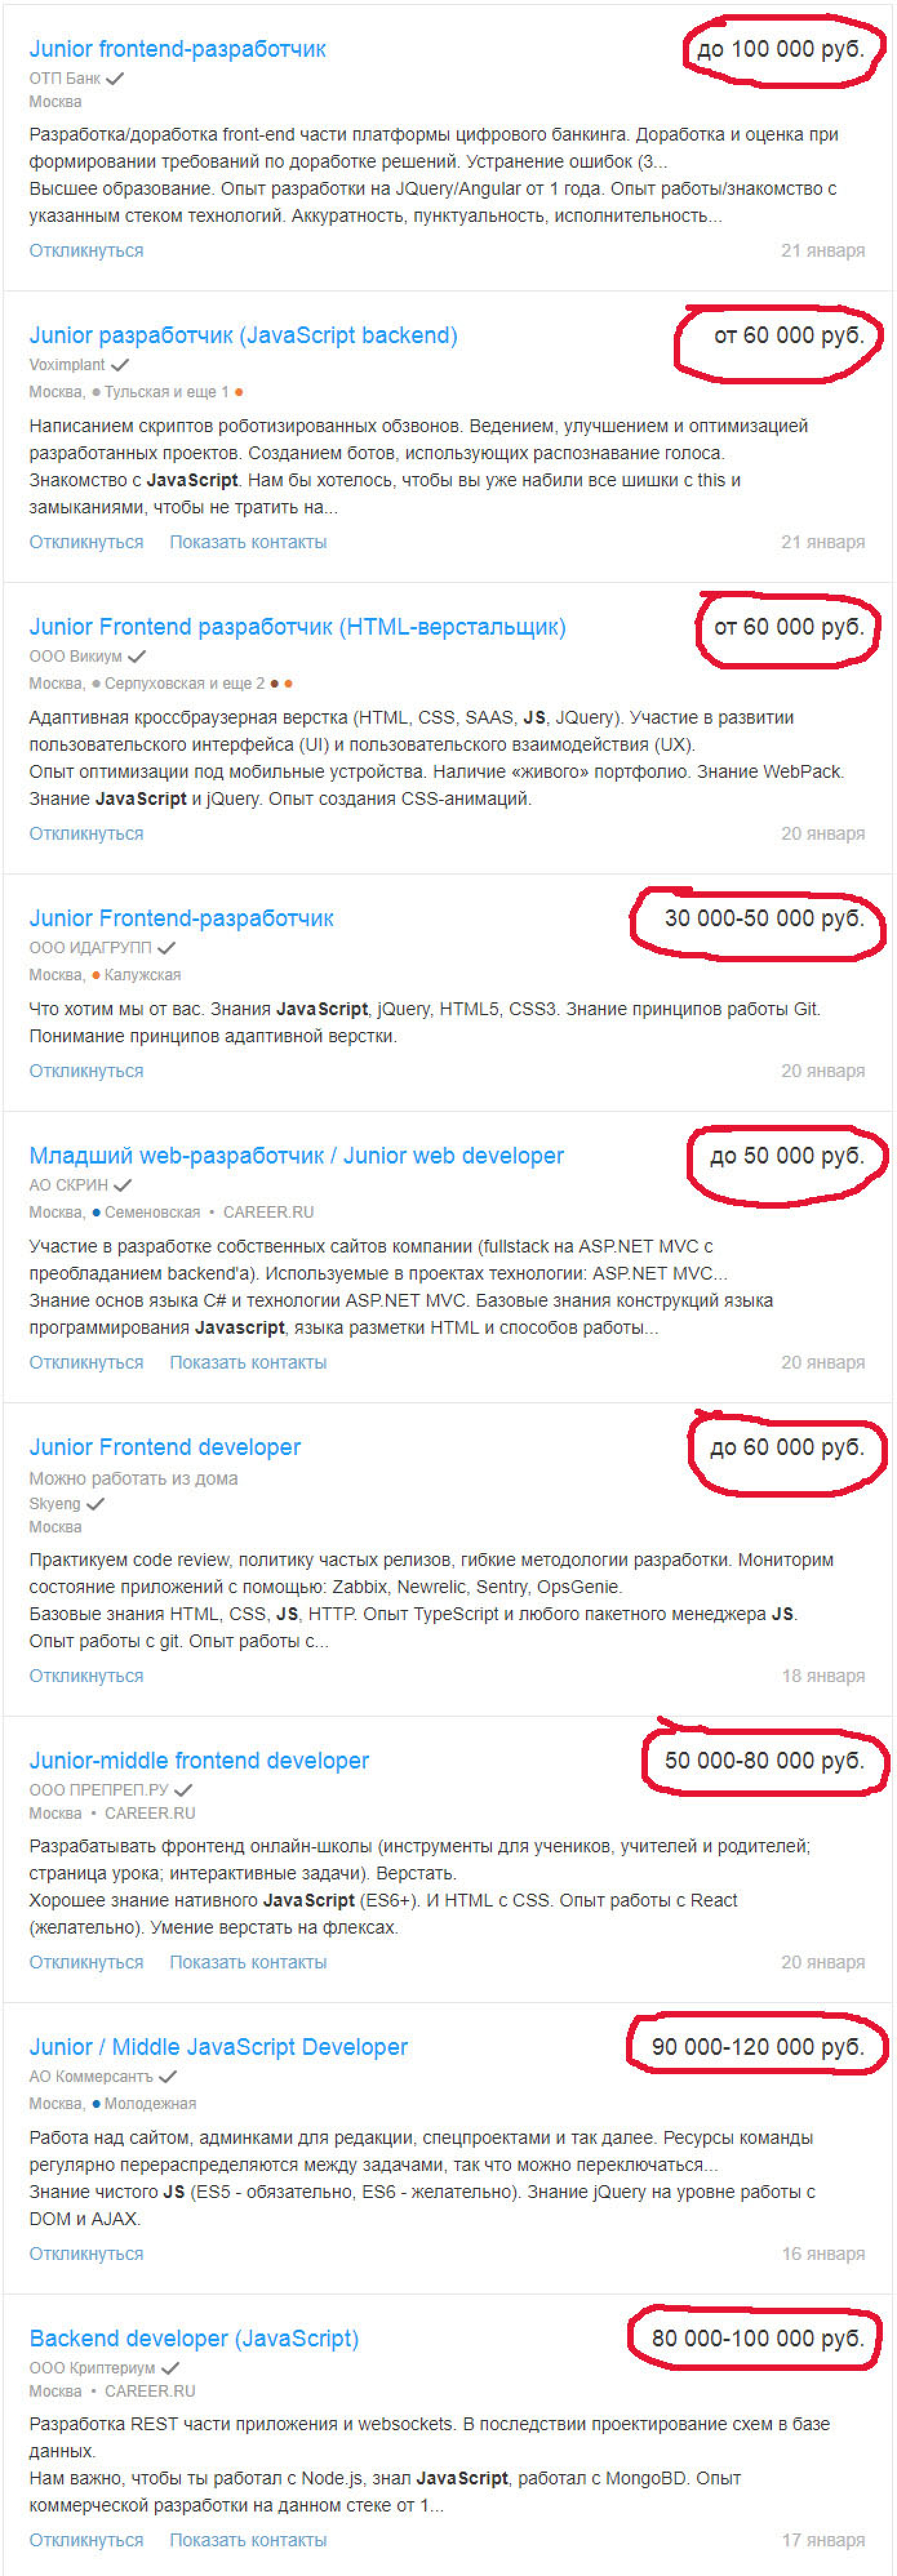 Junior frontend-разработчик
до 100 000 руб.
ОТП Банк
Москва
Разработка/доработка front-end части платформы цифрового банкинга. Доработка и оценка при
формировании требований по доработке решений. Устранение ошибок (3...
Высшее образование. Опыт разработки на JQuery/Angular от 1 года. Опыт работы/знакомство с
указанным стеком технологий. Аккуратность, пунктуальность, исполнительность...
Откликнуться
21 января
Junior разработчик (JavaScript backend)
от 60 000 руб.
Voximplant
Москва, ● Тульская и еще 1 ●
Написанием скриптов роботизированных обзвонов. Ведением, улучшением и оптимизацией
разработанных проектов. Созданием ботов, использующих распознавание голоса.
Знакомство с JavaScript. Нам бы хотелось, чтобы вы уже набили все шишки с this и
замыканиями, чтобы не тратить на...
Откликнуться Показать контакты
21 января
Junior Frontend разработчик (HTML-верстальщик)
от 60 000 руб.
ООО Викиум
Москва, ● Серпуховская и еще 2 ● ●
Адаптивная кроссбраузерная верстка (HTML, CSS, SAAS, JS, JQuery). Участие в развитии
пользовательского интерфейса (UI) и пользовательского взаимодействия (UX).
Опыт оптимизации под мобильные устройства. Наличие «живого» портфолио. Знание WebPack.
Знание JavaScript и jQuery. Опыт создания CSS-анимаций.
Откликнуться
20 января
Junior Frontend-разработчик
30 000-50 000 руб.
ООО ИДАГРУПП
Москва, ● Калужская
Что хотим мы от вас. Знания JavaScript, jQuery, HTML5, CSS3. Знание принципов работы Git.
Понимание принципов адаптивной верстки.
Откликнуться
20 января
Младший web-разработчик / Junior web developer
до 50 000 руб.
АО СКРИН
Москва, ● Семеновская • CAREER.RU
Участие в разработке собственных сайтов компании (fullstack на ASP.NET MVC с
преобладанием backend'а). Используемые в проектах технологии: ASP.NET MVC...
Знание основ языка C# и технологии ASP.NET MVC. Базовые знания конструкций языка
программирования Javascript, языка разметки HTML и способов работы...
Откликнуться Показать контакты
20 января
Junior Frontend developer
до 60 000 руб.
Можно работать из дома
Skyeng
Москва
Практикуем code review, политику частых релизов, гибкие методологии разработки. Мониторим
состояние приложений с помощью: Zabbix, Newrelic, Sentry, OpsGenie.
Базовые знания HTML, CSS, JS, HTTP. Опыт TypeScript и любого пакетного менеджера JS.
Опыт работы с git. Опыт работы с...
Откликнуться
18 января
Junior-middle frontend developer
50 000-80 000 руб.
ООО ПРЕПРЕП.РУ
Москва • CAREER.RU
Разрабатывать фронтенд онлайн-школы (инструменты для учеников, учителей и родителей;
страница урока; интерактивные задачи). Верстать.
Хорошее знание нативного JavaScript (ES6+). И HTML с CSS. Опыт работы с React
(желательно). Умение верстать на флексах.
Откликнуться Показать контакты
20 января
Junior / Middle JavaScript Developer
90 000-120 000 руб.
АО Коммерсантъ
Москва, ● Молодежная
Работа над сайтом, админками для редакции, спецпроектами и так далее. Ресурсы команды
регулярно перераспределяются между задачами, так что можно переключаться...
Знание чистого JS (ES5 - обязательно, ES6 - желательно). Знание jQuery на уровне работы с
DOM и AJAX.
Откликнуться
16 января
Backend developer (JavaScript)
80 000-100 000 руб.
ООО Криптериум
Москва • CAREER.RU
Разработка REST части приложения и websockets. В последствии проектирование схем в базе
данных.
Нам важно, чтобы ты работал с Node.js, знал JavaScript, работал с MongoBD. Опыт
коммерческой разработки на данном стеке от 1...
Откликнуться Показать контакты
17 января